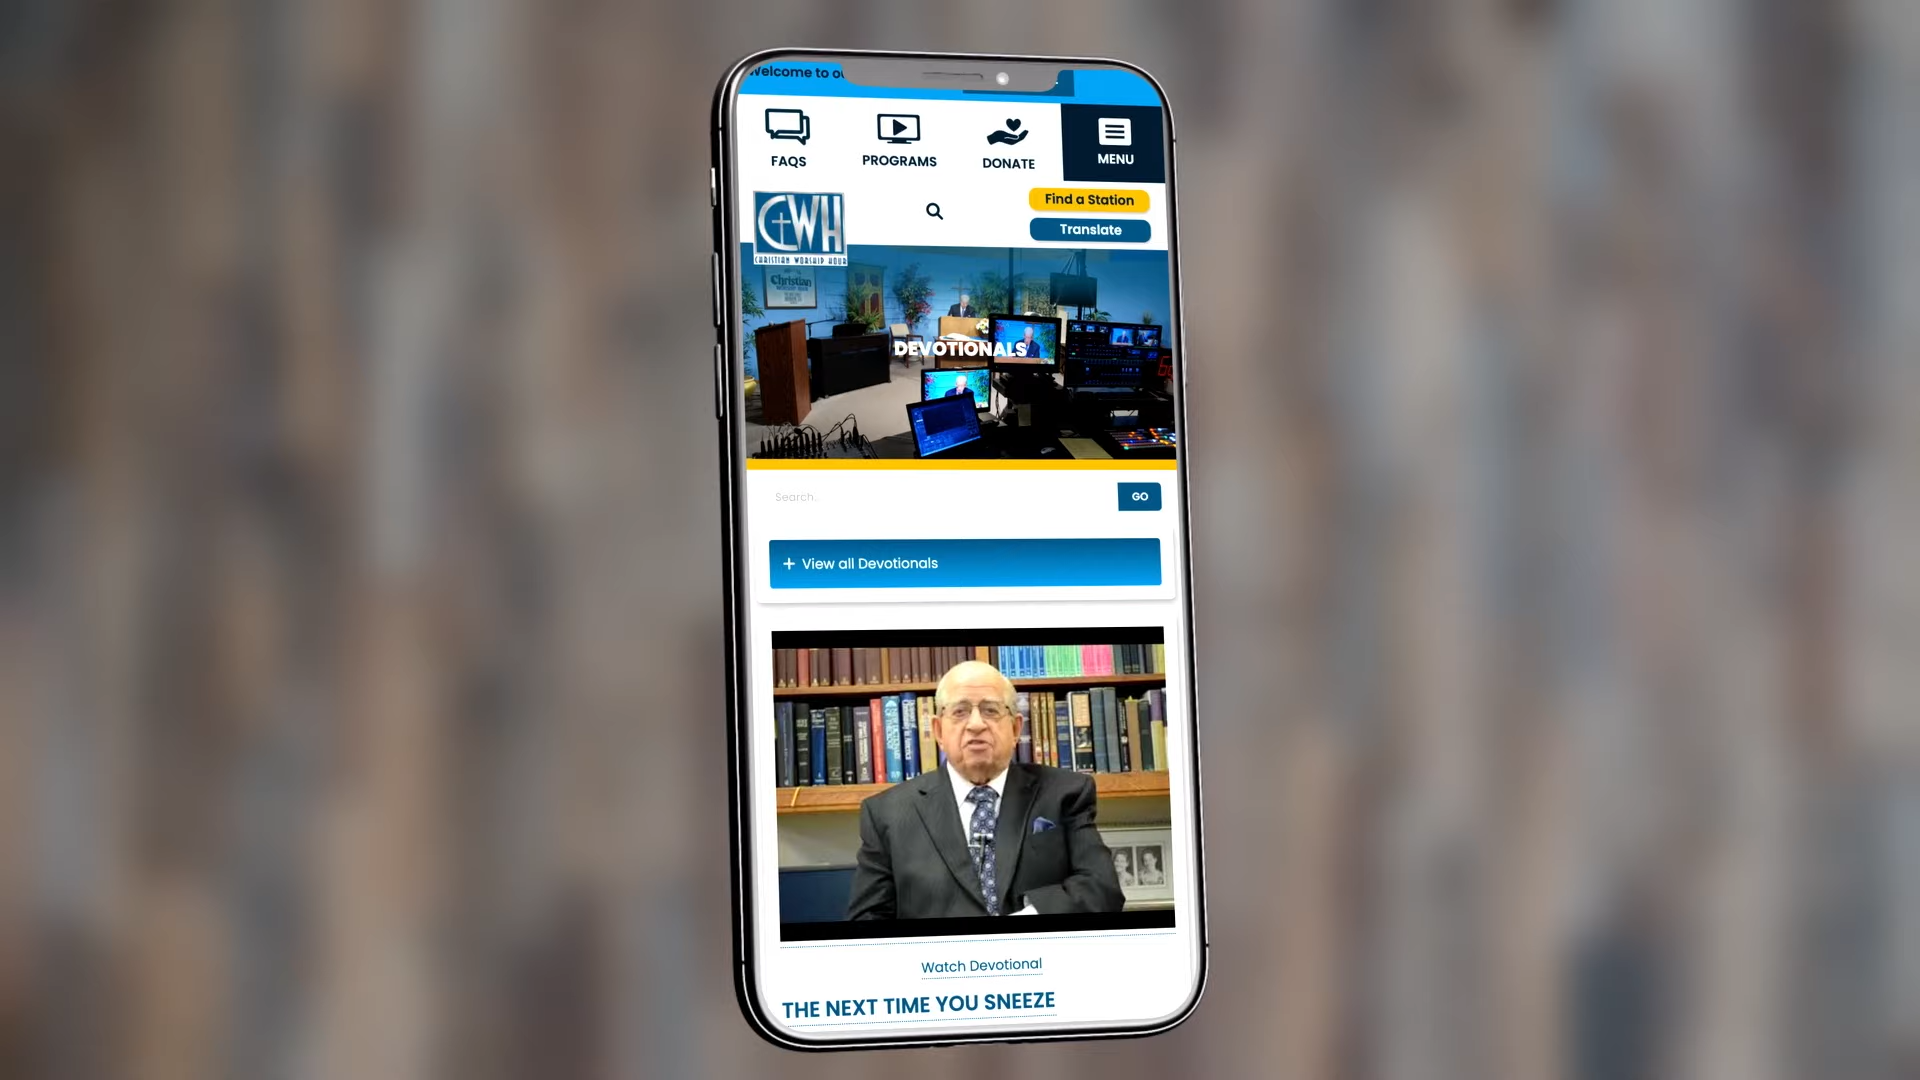 Welcome to
FAQS
PROGRAMS
DONATE
MENU
Find a Station
Translate
CWH
CHRISTIAN WORSHIP HOUR
Christian
DEVOTIONALS
Search..
GO
+ View all Devotionals
Watch Devotional
THE NEXT TIME YOU SNEEZE